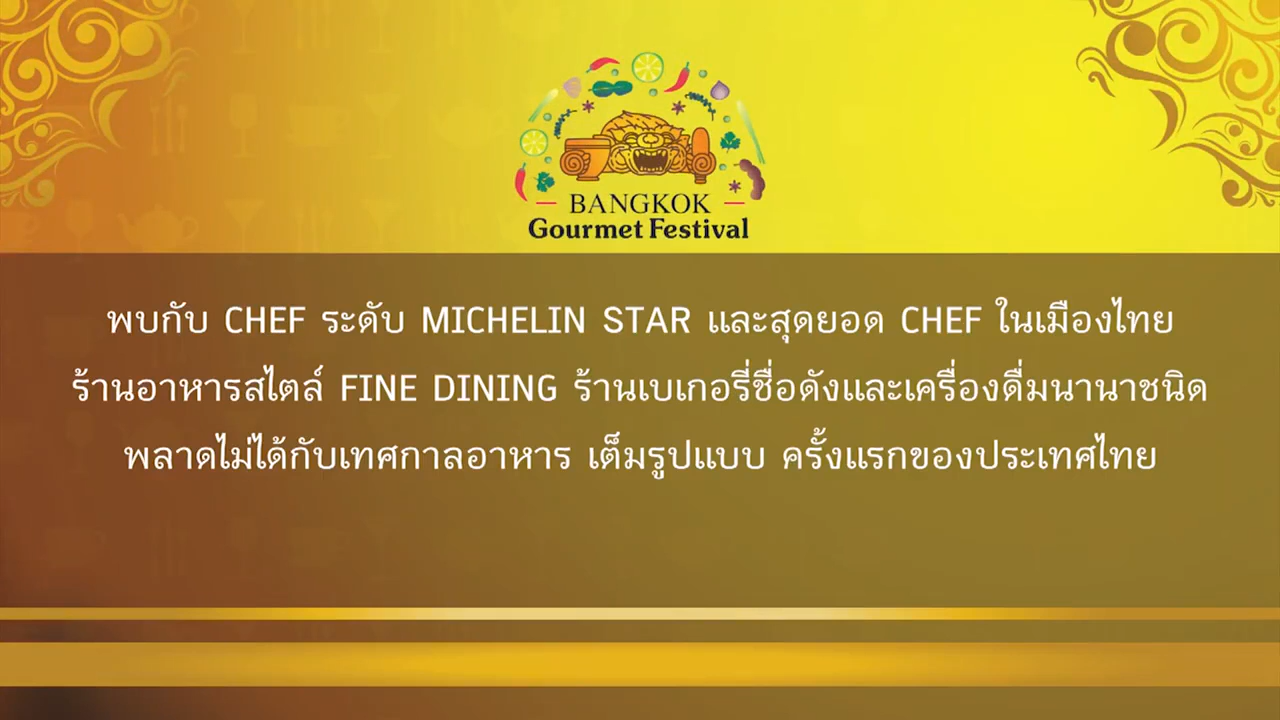 BANGKOK
Gourmet Festival
พบกับ CHEF ระดับ MICHELIN STAR และสุดยอด CHEF ในเมืองไทย
ร้านอาหารสไตล์ FINE DINING ร้านเบเกอรี่ชื่อดังและเครื่องดื่มนานาชนิด
พลาดไม่ได้กับเทศกาลอาหาร เต็มรูปแบบ ครั้งแรกของประเทศไทย